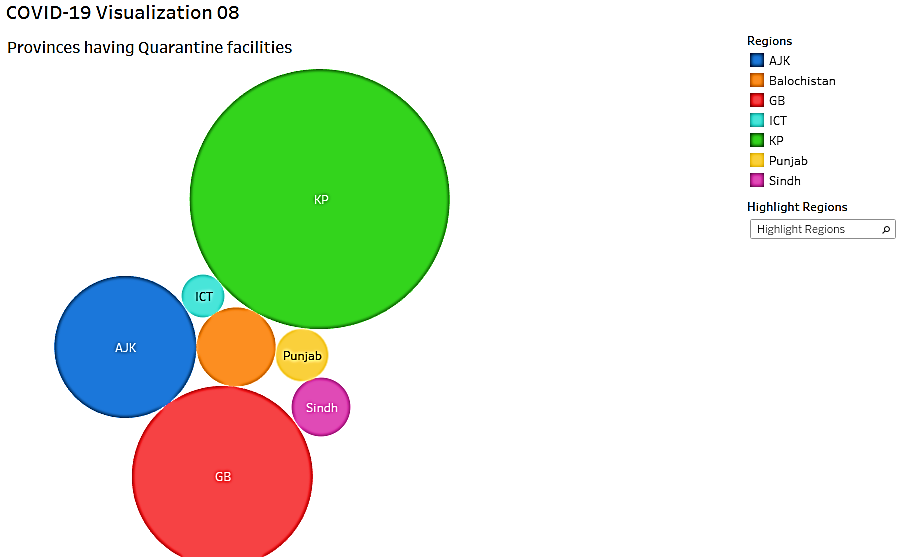 COVID-19 Visualization 08
Provinces having Quarantine facilities
Regions
AJK
Balochistan
GB
ICT
KP
Punjab
Sindh
Highlight Regions
Highlight Regions
KP
ICT
AJK
Punjab
Sindh
GB